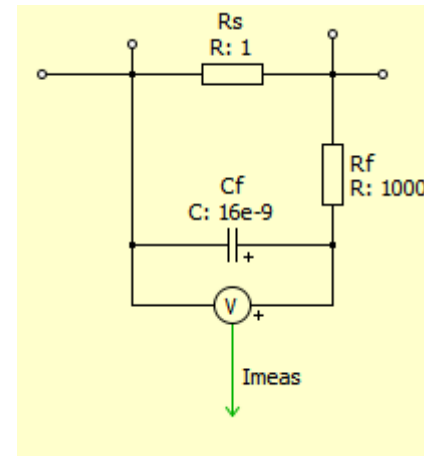 Rs
R: 1
Rf
R: 1000
Cf
C: 16e-9
+
V
+
Imeas